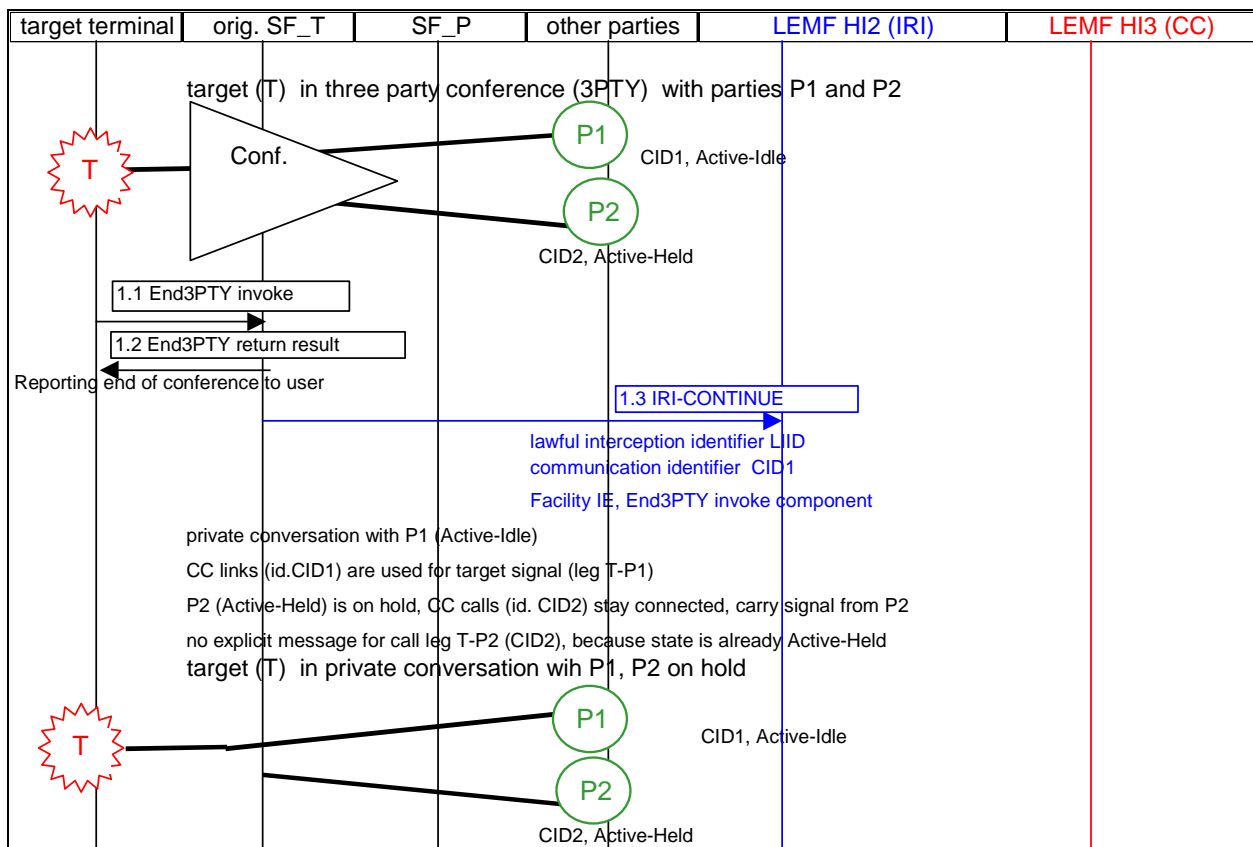 target terminal orig. SF_T SF_P other parties LEMF HI2 (IRI) LEMF HI3 (CC)
target (T) in three party conference (3PTY) with parties P1 and P2
P1
Conf.
CID1, Active-Idle
T
P2
CID2, Active-Held
1.1 End3PTY invoke
1.2 End3PTY return result
Reporting end of conference to user
1.3 IRI-CONTINUE
lawful interception identifier LIID
communication identifier CID1
Facility IE, End3PTY invoke component
private conversation with P1 (Active-Idle)
CC links (id.CID1) are used for target signal (leg T-P1)
P2 (Active-Held) is on hold, CC calls (id. CID2) stay connected, carry signal from P2
no explicit message for call leg T-P2 (CID2), because state is already Active-Held
target (T) in private conversation wih P1, P2 on hold
P1
T
CID1, Active-Idle
P2
CID2, Active-Held